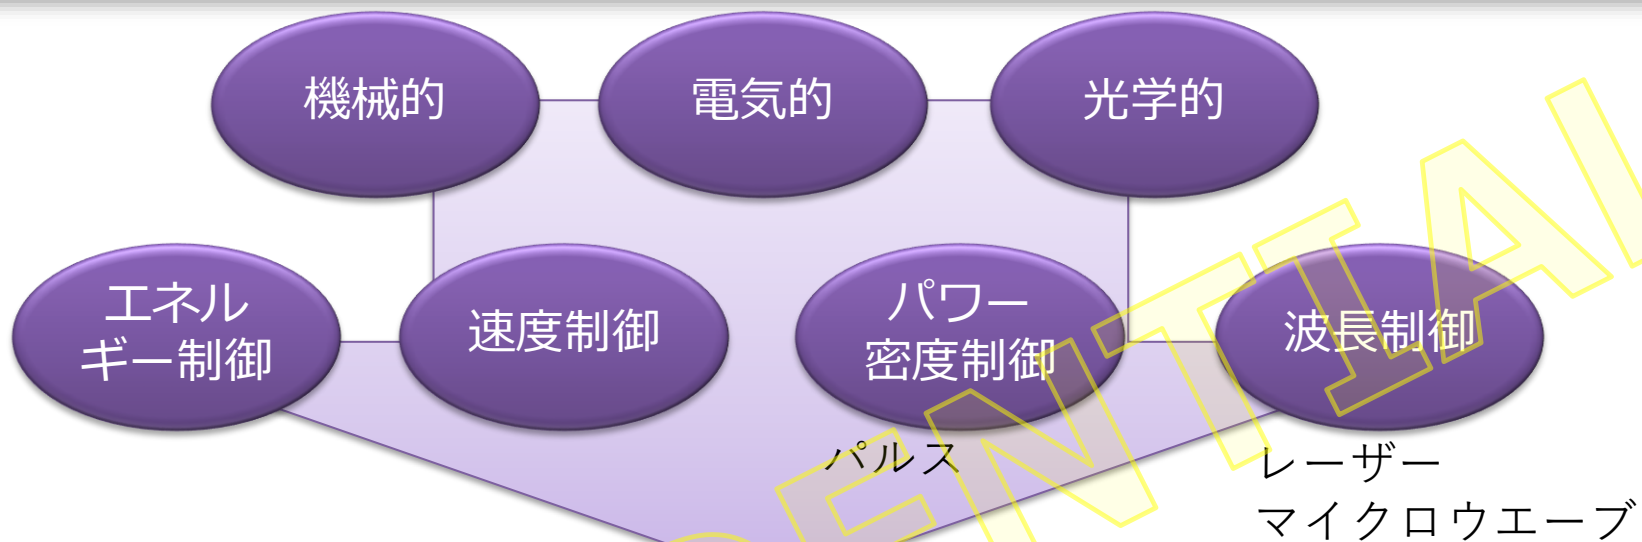 機械的
電気的
光学的
エネル
ギー制御
速度制御
パワー
密度制御
波長制御
パルス
レーザー
マイクロウエーブ